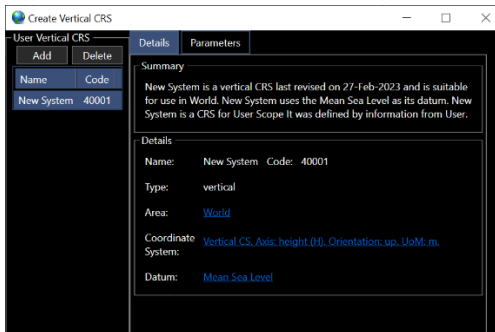 Create Vertical CRS
User Vertical CRS
Add Delete
Name Code
New System 40001
Details Parameters
Summary
New System is a vertical CRS last revised on 27-Feb-2023 and is suitable
for use in World. New System uses the Mean Sea Level as its datum. New
System is a CRS for User Scope It was defined by information from User.
Details
Name: New System Code: 40001
Type: vertical
Area: World
Coordinate
System: Vertical CS. Axis: height (H). Orientation: up. UoM: m.
Datum: Mean Sea Level